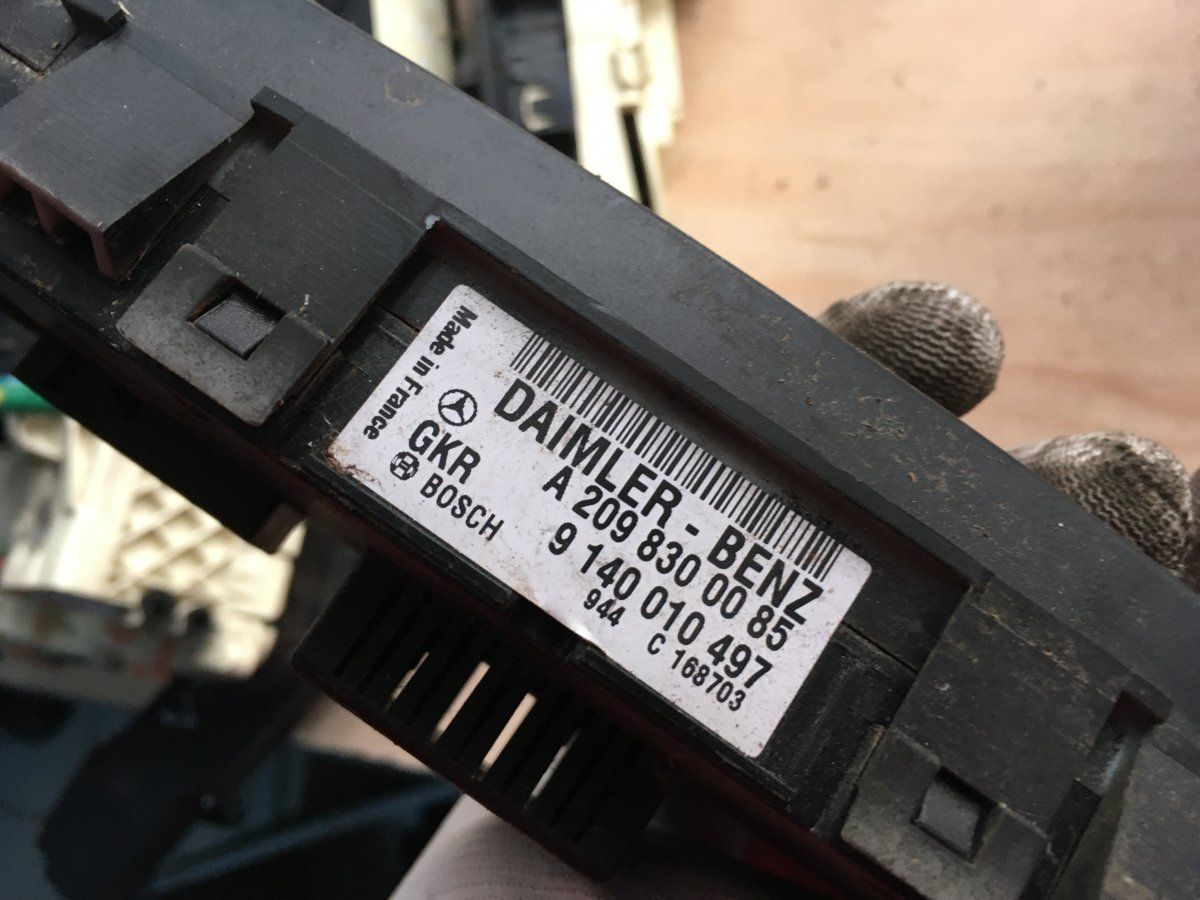 Made in France
DAIMLER - BENZ
GKR
A 209 830 00 85
BOSCH
9 140 010 497
944 C 168703